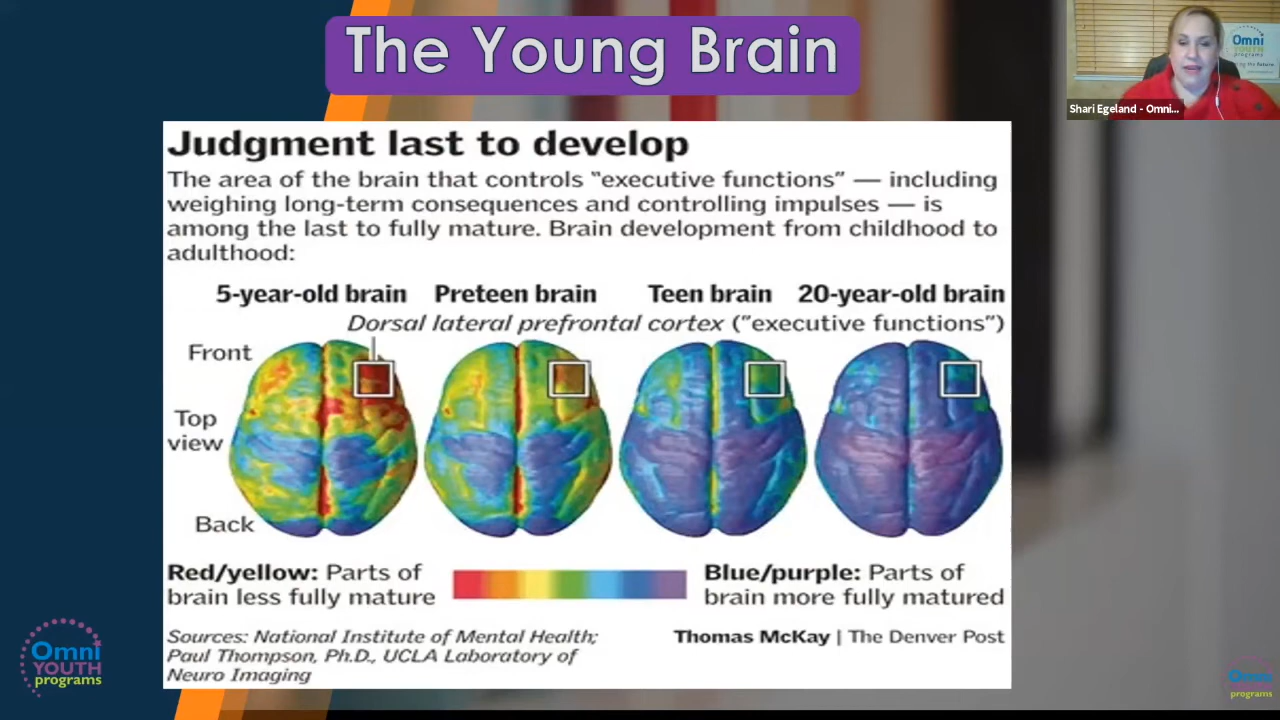 The Young Brain
Omni
YOUTH
programs
Shari Egeland - Omni...
Judgment last to develop
The area of the brain that controls “executive functions” — including
weighing long-term consequences and controlling impulses — is
among the last to fully mature. Brain development from childhood to
adulthood:
5-year-old brain Preteen brain Teen brain 20-year-old brain
Dorsal lateral prefrontal cortex (“executive functions”)
Front
Top
view
Back
Red/yellow: Parts of
brain less fully mature
Blue/purple: Parts of
brain more fully matured
Sources: National Institute of Mental Health;
Paul Thompson, Ph.D., UCLA Laboratory of
Neuro Imaging
Thomas McKay | The Denver Post
Omni
YOUTH
programs
Omni
programs